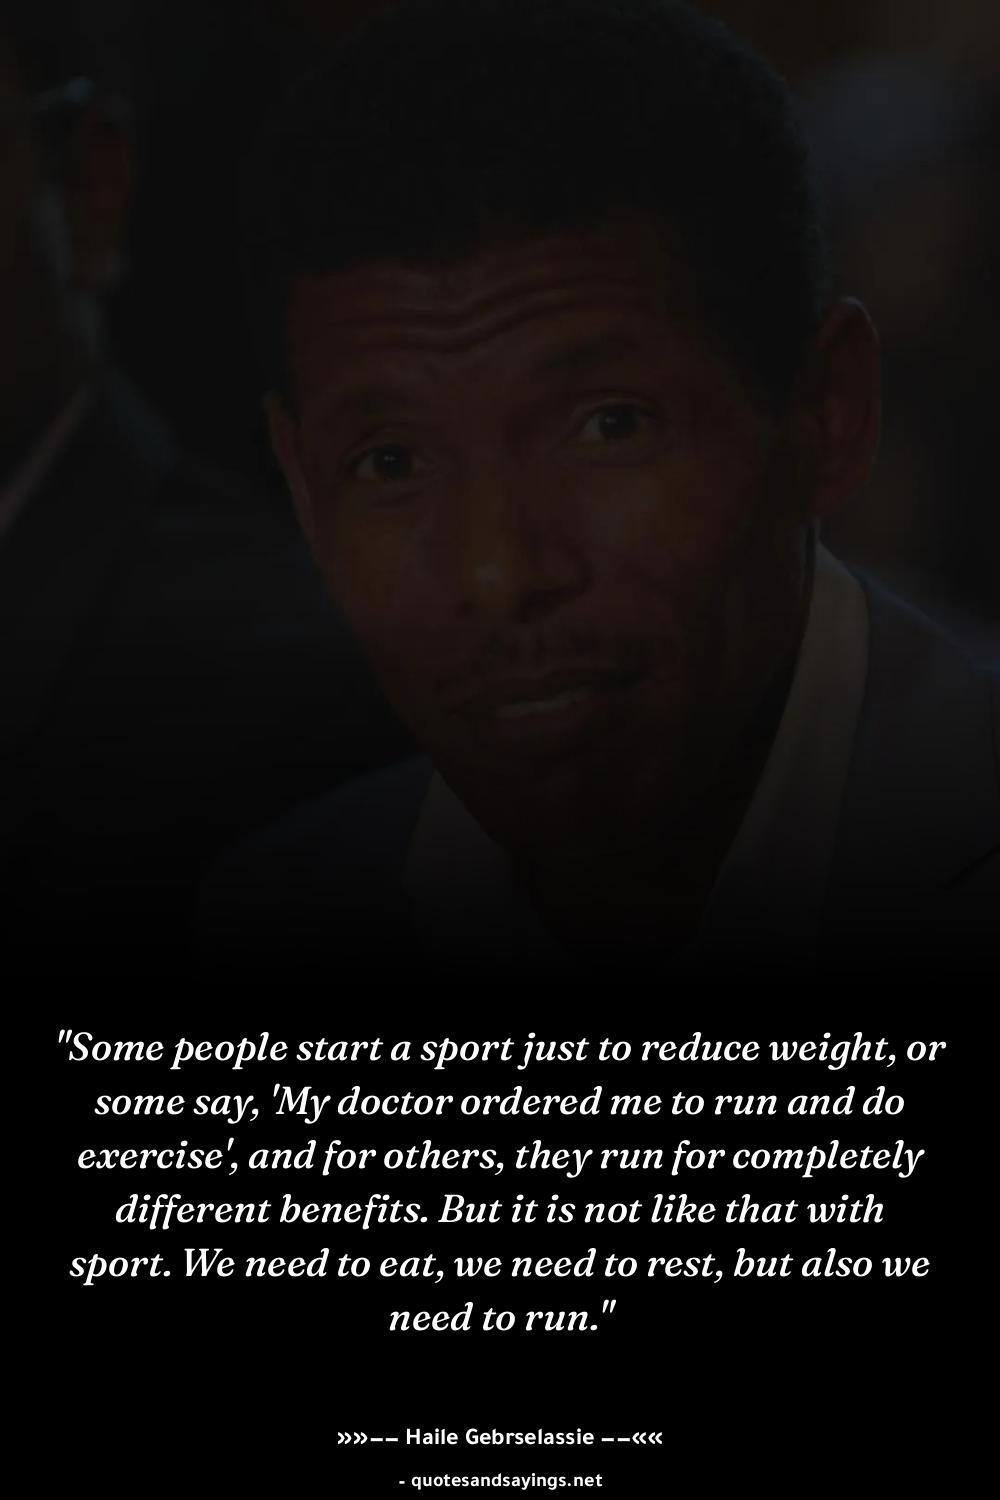 "Some people start a sport just to reduce weight, or
some say, 'My doctor ordered me to run and do
exercise', and for others, they run for completely
different benefits. But it is not like that with
sport. We need to eat, we need to rest, but also we
need to run."
»»−− Haile Gebrselassie −−««
- quotesandsayings.net